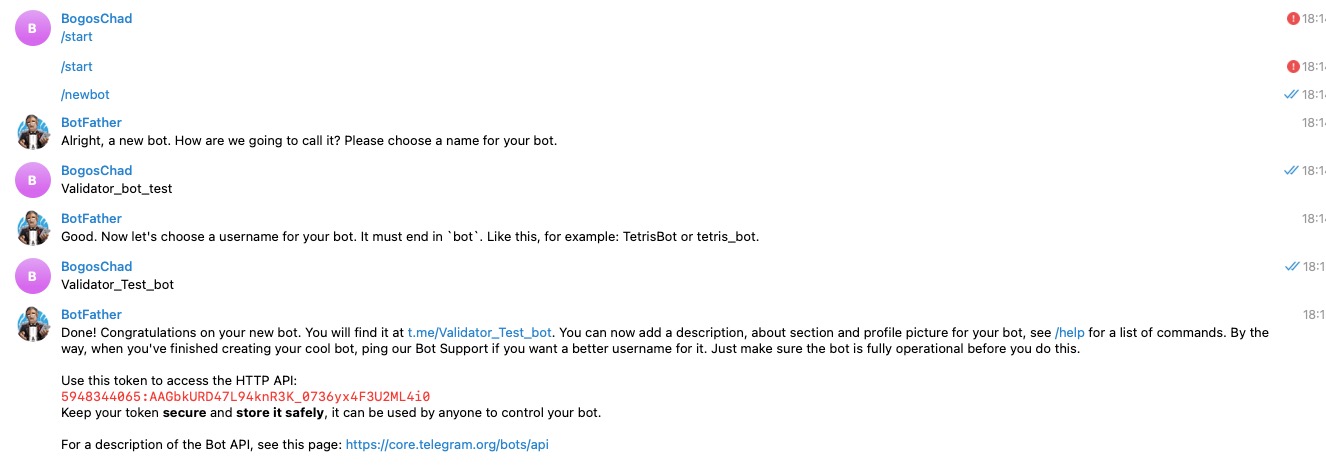 B
BogosChad
/start
18:1
/start
18:1
/newbot
18:1
BotFather
18:1
Alright, a new bot. How are we going to call it? Please choose a name for your bot.
B
BogosChad
18:1
Validator_bot_test
BotFather
18:1
Good. Now let's choose a username for your bot. It must end in `bot`. Like this, for example: TetrisBot or tetris_bot.
B
BogosChad
18:1
Validator_Test_bot
BotFather
18:1
Done! Congratulations on your new bot. You will find it at t.me/Validator_Test_bot. You can now add a description, about section and profile picture for your bot, see /help for a list of commands. By the
way, when you've finished creating your cool bot, ping our Bot Support if you want a better username for it. Just make sure the bot is fully operational before you do this.
Use this token to access the HTTP API:
5948344065:AAGbkURD47L94knR3K_0736yx4F3U2ML4i0
Keep your token secure and store it safely, it can be used by anyone to control your bot.
For a description of the Bot API, see this page: https://core.telegram.org/bots/api